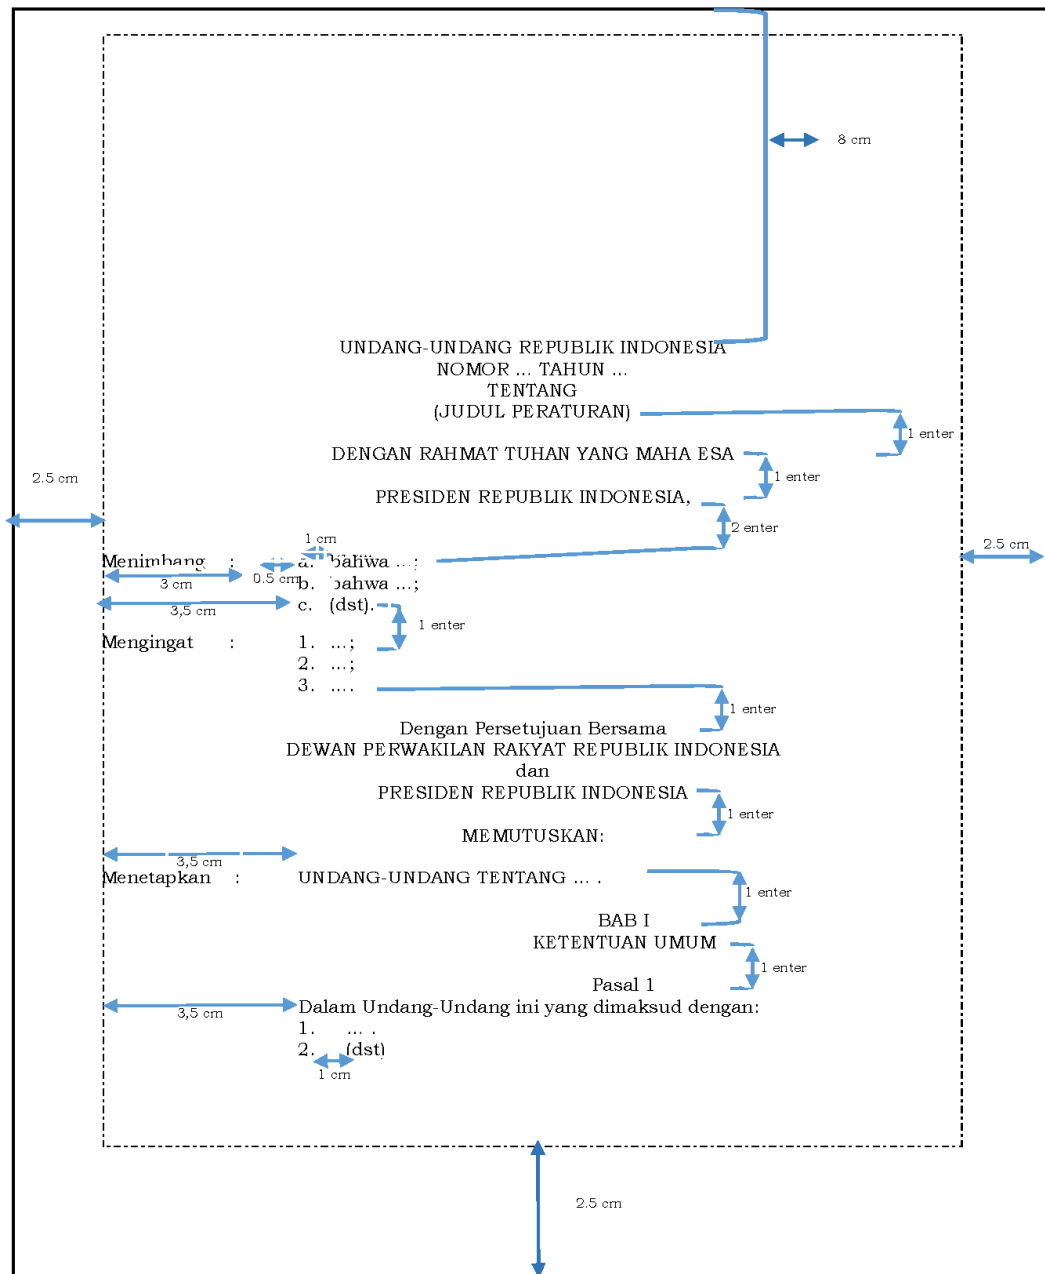 8 cm
UNDANG-UNDANG REPUBLIK INDONESIA
NOMOR ... TAHUN ...
TENTANG
(JUDUL PERATURAN)
1 enter
DENGAN RAHMAT TUHAN YANG MAHA ESA
1 enter
2.5 cm
PRESIDEN REPUBLIK INDONESIA,
2 enter
1 cm
2.5 cm
Menimbang : a. bahwa ...;
3 cm 0.5 cm b. bahwa ...;
3,5 cm c. (dst).
1 enter
Mengingat : 1. ...;
2. ...;
3. ....
1 enter
Dengan Persetujuan Bersama
DEWAN PERWAKILAN RAKYAT REPUBLIK INDONESIA
dan
PRESIDEN REPUBLIK INDONESIA
1 enter
MEMUTUSKAN:
3,5 cm
Menetapkan : UNDANG-UNDANG TENTANG ... .
1 enter
BAB I
KETENTUAN UMUM
1 enter
Pasal 1
3,5 cm Dalam Undang-Undang ini yang dimaksud dengan:
1. ... .
2. (dst)
1 cm
2.5 cm